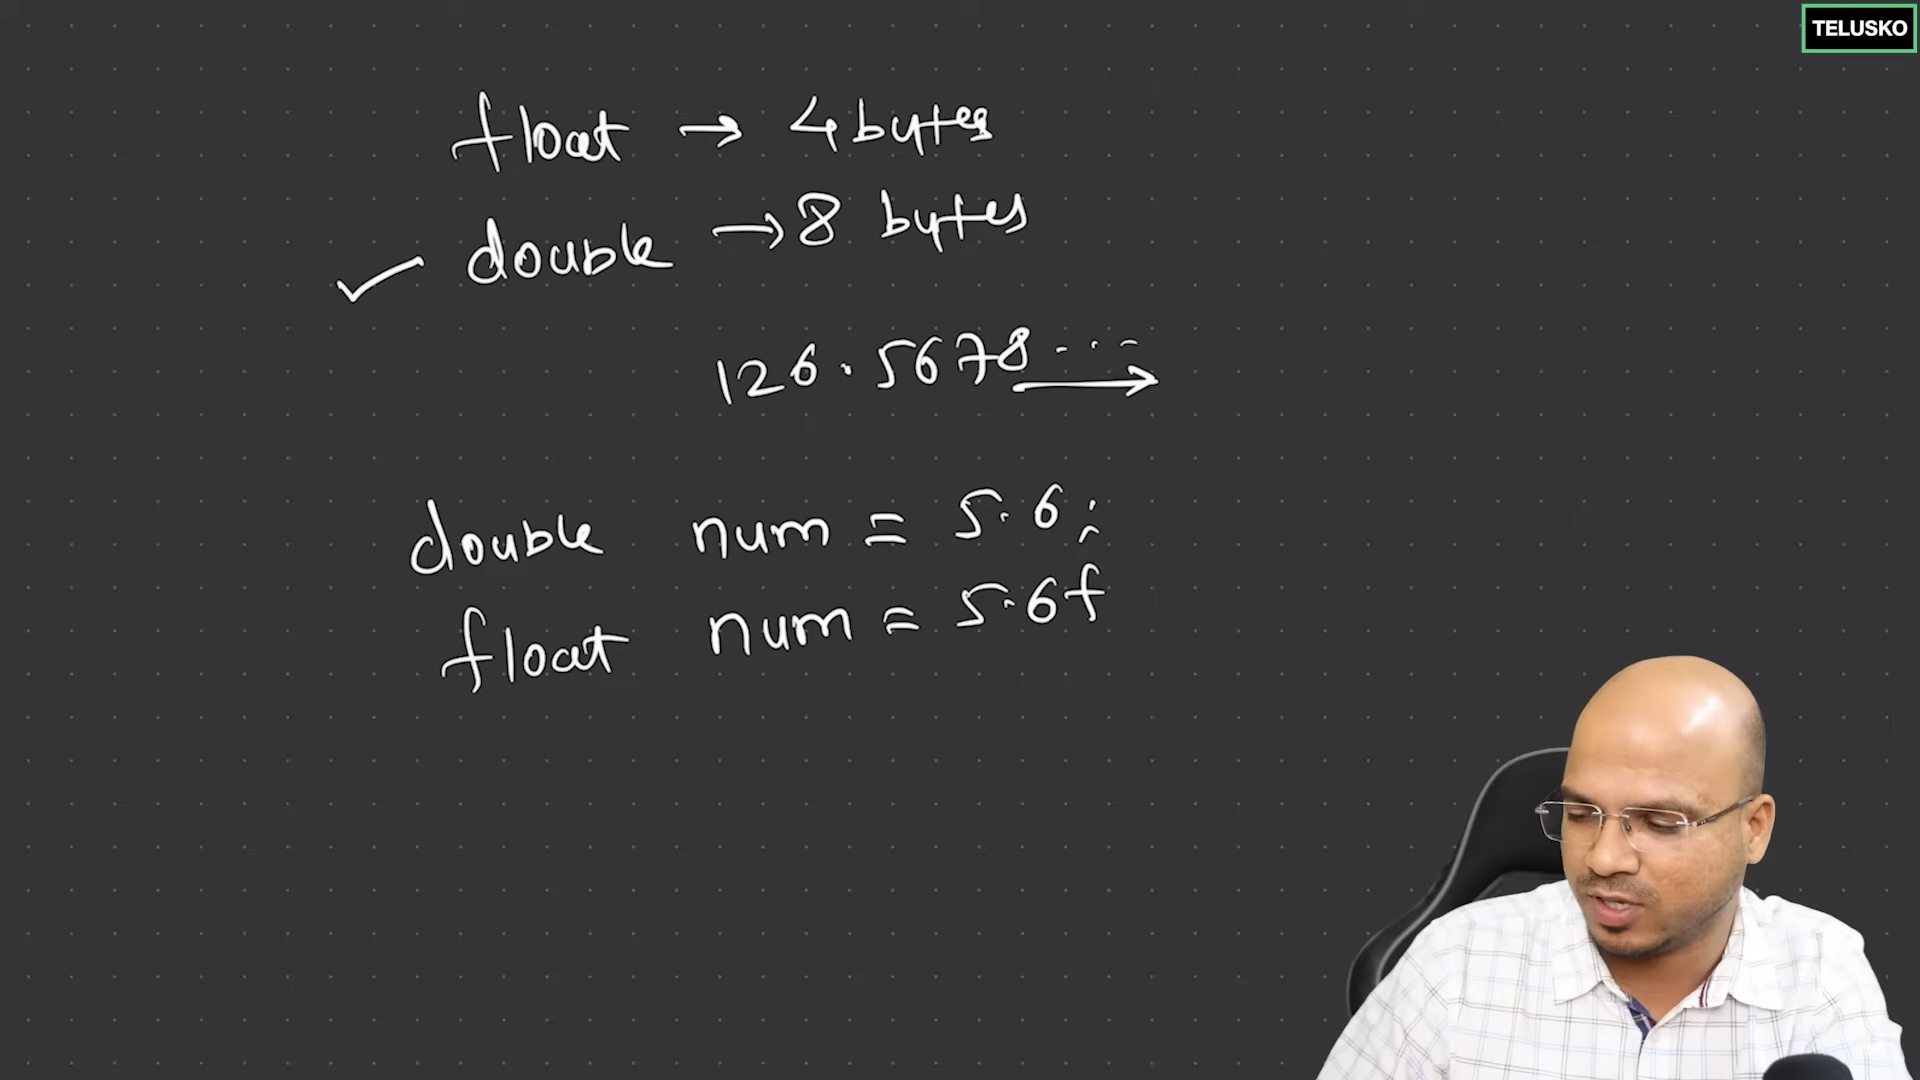 TELUSKO
float → 4 bytes
✓ double → 8 bytes
126.5678...
double num = 5.6;
float num = 5.6f